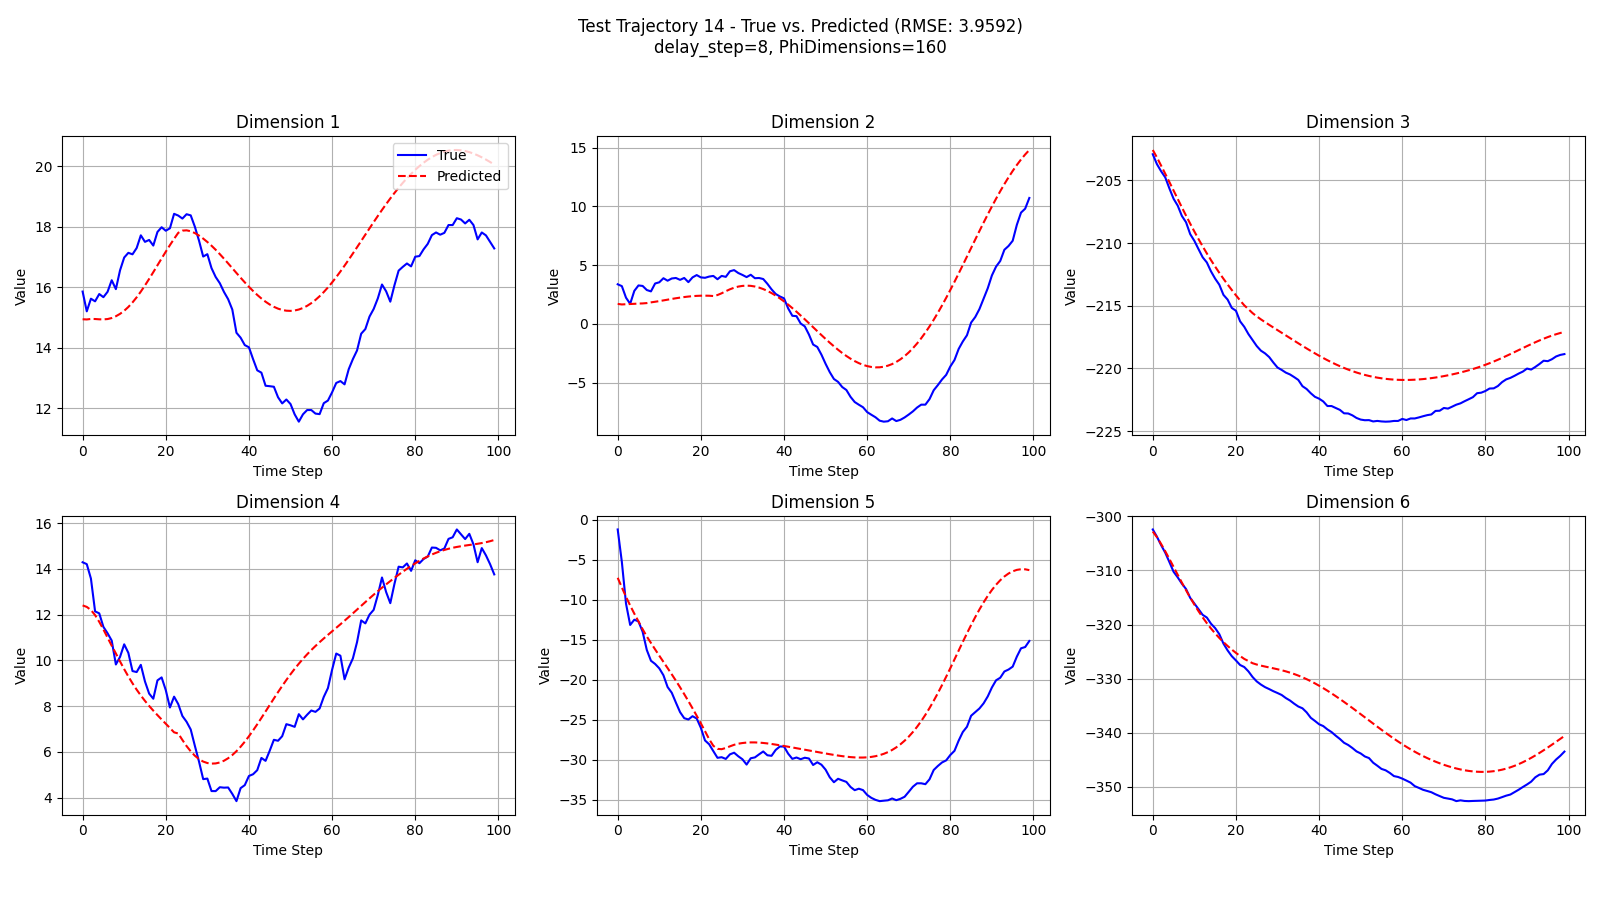 Test Trajectory 14 - True vs. Predicted (RMSE: 3.9592)
delay_step=8, PhiDimensions=160
Dimension 1
20
18
16
14
12
Value
0 20 40 60 80 100
Time Step
True
Predicted
Dimension 2
15
10
5
0
−5
Value
0 20 40 60 80 100
Time Step
Dimension 3
−205
−210
−215
−220
−225
Value
0 20 40 60 80 100
Time Step
Dimension 4
16
14
12
10
8
6
4
Value
0 20 40 60 80 100
Time Step
Dimension 5
0
−5
−10
−15
−20
−25
−30
−35
Value
0 20 40 60 80 100
Time Step
Dimension 6
−300
−310
−320
−330
−340
−350
Value
0 20 40 60 80 100
Time Step